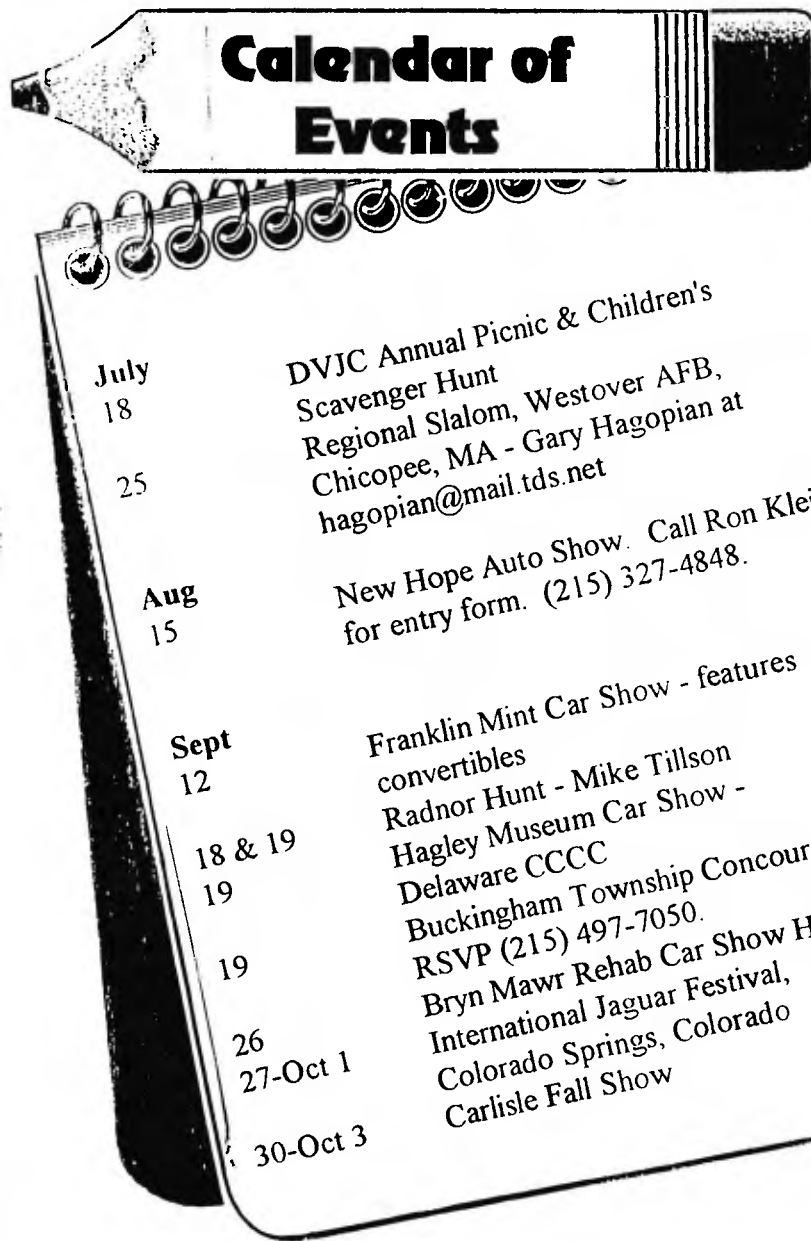 Calendar of
Events
July
18 DVJC Annual Picnic & Children's
Scavenger Hunt
25 Regional Slalom, Westover AFB,
Chicopee, MA - Gary Hagopian at
hagopian@mail.tds.net
Aug
15 New Hope Auto Show. Call Ron Klei
for entry form. (215) 327-4848.
Sept
12 Franklin Mint Car Show - features
convertibles
18 & 19 Radnor Hunt - Mike Tillson
19 Hagley Museum Car Show -
Delaware CCCC
19 Buckingham Township Concour
RSVP (215) 497-7050.
26 Bryn Mawr Rehab Car Show H
27-Oct 1 International Jaguar Festival,
Colorado Springs, Colorado
30-Oct 3 Carlisle Fall Show